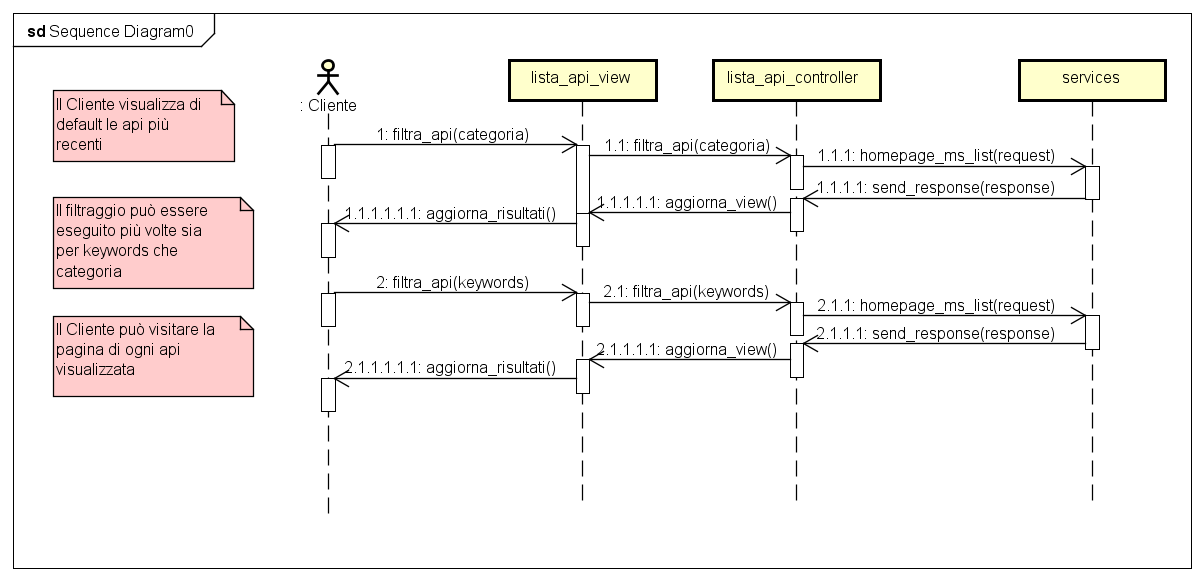 sd Sequence Diagram0
lista_api_view
lista_api_controller
services
: Cliente
Il Cliente visualizza di
default le api più
recenti
1: filtra_api(categoria)
1.1: filtra_api(categoria)
1.1.1: homepage_ms_list(request)
1.1.1.1: send_response(response)
1.1.1.1.1: aggiorna_view()
1.1.1.1.1.1: aggiorna_risultati()
Il filtraggio può essere
eseguito più volte sia
per keywords che
categoria
2: filtra_api(keywords)
2.1: filtra_api(keywords)
2.1.1: homepage_ms_list(request)
2.1.1.1: send_response(response)
2.1.1.1.1: aggiorna_view()
2.1.1.1.1.1: aggiorna_risultati()
Il Cliente può visitare la
pagina di ogni api
visualizzata